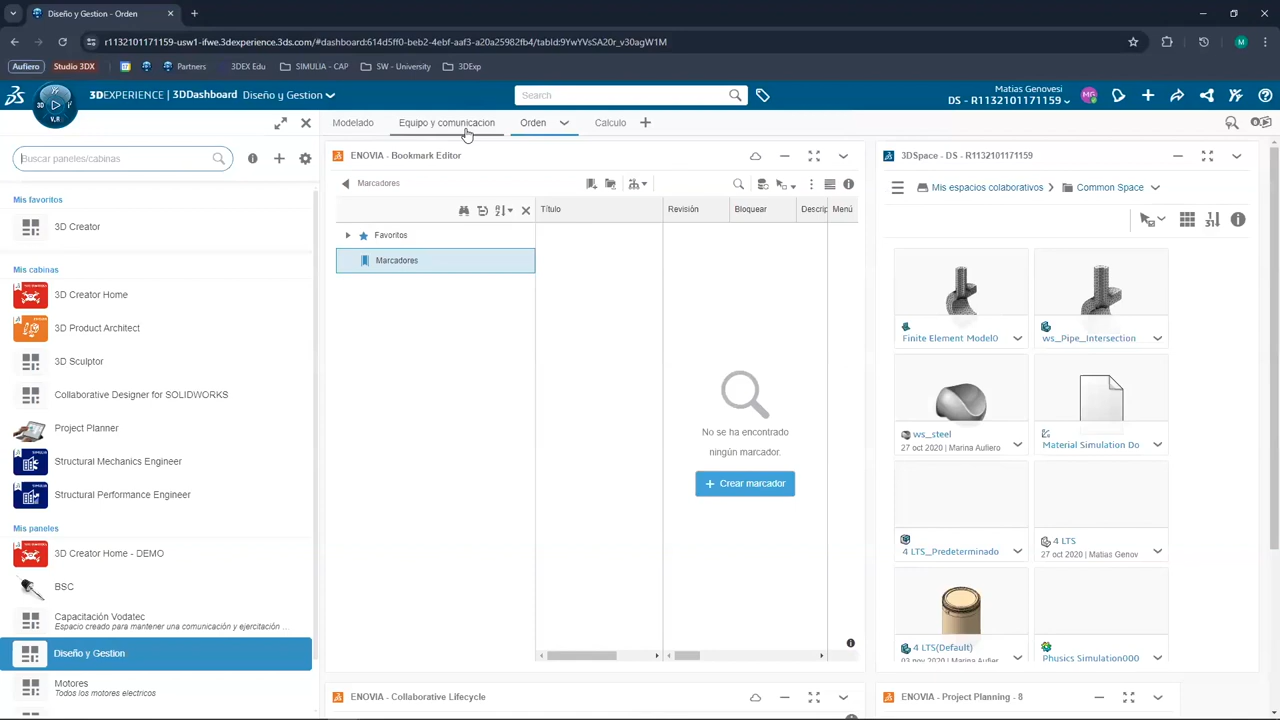 Diseño y Gestion - Orden
r1132101171159-usw1-ifwe.3dexperience.3ds.com/#dashboard:614d5ff0-beb2-4ebf-aaf3-a20a25982fb4/tabId:9YwYVsSA20r_v30agW1M
M
Aufiero
Studio 3DX
Partners
3DEX Edu
SIMULIA - CAP
SW - University
3DExp
3DEXPERIENCE | 3DDashboard Diseño y Gestion
Search
Matias Genovesi
DS - R1132101171159
MG
3D
V.R
Buscar paneles/cabinas
Modelado
Equipo y comunicacion
Orden
Calculo
Mis favoritos
3D Creator
Mis cabinas
3D Creator Home
3D Product Architect
3D Sculptor
Collaborative Designer for SOLIDWORKS
Project Planner
Structural Mechanics Engineer
Structural Performance Engineer
Mis paneles
3D Creator Home - DEMO
BSC
Capacitación Vodatec
Espacio creado para mantener una comunicación y ejercitación ...
Diseño y Gestion
Motores
Todos los motores electricos
ENOVIA - Bookmark Editor
Marcadores
Título
Revisión
Bloquear
Descrip
Menú
Favoritos
Marcadores
No se ha encontrado
ningún marcador.
Crear marcador
3DSpace - DS - R1132101171159
Mis espacios colaborativos
Common Space
Finite Element Model0
ws_Pipe_Intersection
ws_steel
27 oct 2020 | Marina Aufiero
Material Simulation Do
4 LTS_Predeterminado
4 LTS
27 oct 2020 | Matias Genov
4 LTS(Default)
03 nov 2020 | Marina Aufier
Physics Simulation000
ENOVIA - Collaborative Lifecycle
ENOVIA - Project Planning - 8